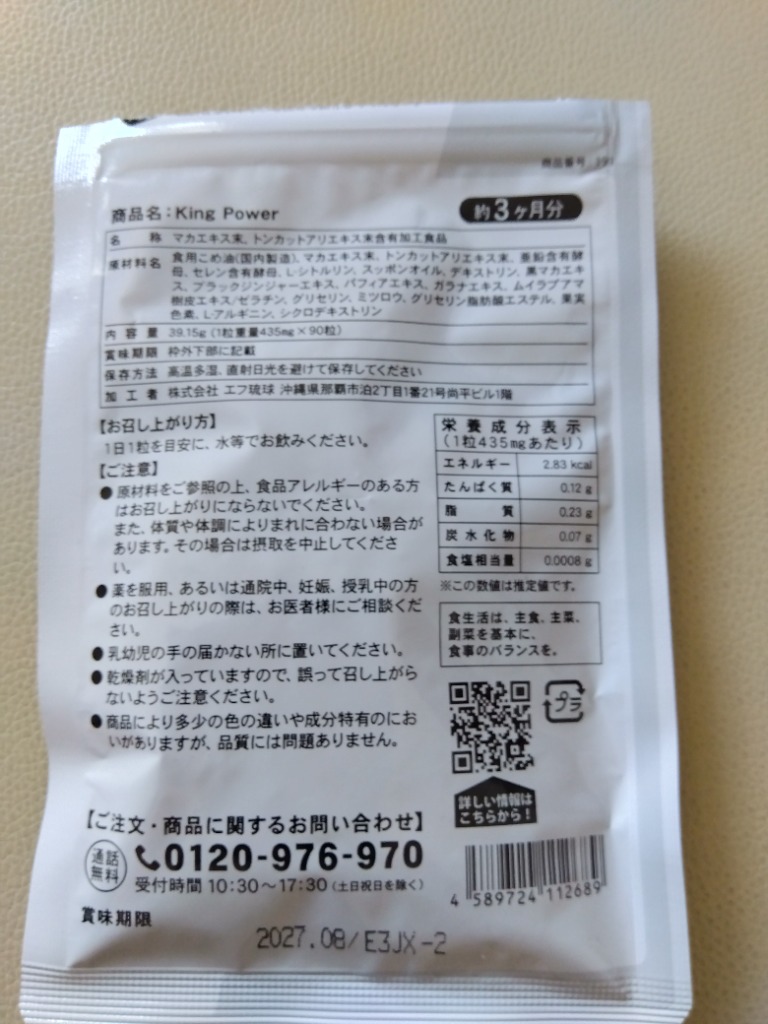 商品番号
商品名：King Power
約3ヶ月分
名 称 マカエキス末、トンカットアリエキス末含有加工食品
原材料名 食用こめ油(国内製造)、マカエキス末、トンカットアリエキス末、亜鉛含有酵
母、セレン含有酵母、L-シトルリン、スッポンオイル、デキストリン、黒マカエキ
ス、ブラックジンジャーエキス、パフィアエキス、ガラナエキス、ムイラプアマ
樹皮エキス/ゼラチン、グリセリン、ミツロウ、グリセリン脂肪酸エステル、果実
色素、L-アルギニン、シクロデキストリン
内容量 39.15g (1粒重量435mg×90粒)
賞味期限 枠外下部に記載
保存方法 高温多湿、直射日光を避けて保存してください
加工者 株式会社 エフ琉球 沖縄県那覇市泊2丁目1番21号尚平ビル1階
【お召し上がり方】
1日1粒を目安に、水等でお飲みください。
【ご注意】
●原材料をご参照の上、食品アレルギーのある方
はお召し上がりにならないでください。
また、体質や体調によりまれに合わない場合が
あります。その場合は摂取を中止してくださ
い。
●薬を服用、あるいは通院中、妊娠、授乳中の方
のお召し上がりの際は、お医者様にご相談くだ
さい。
●乳幼児の手の届かない所に置いてください。
●乾燥剤が入っていますので、誤って召し上がら
ないようご注意ください。
●商品により多少の色の違いや成分特有のにお
いがありますが、品質には問題ありません。
栄養成分表示
(1粒435mgあたり)
エネルギー 2.83 kcal
たんぱく質 0.12 g
脂 質 0.23 g
炭水化物 0.07 g
食塩相当量 0.0008 g
※この数値は推定値です。
食生活は、主食、主菜、
副菜を基本に、
食事のバランスを。
プラ
詳しい情報は
こちらから！
【ご注文・商品に関するお問い合わせ】
通話
無料
0120-976-970
受付時間 10:30～17:30 (土日祝日を除く)
4 589724 112689
賞味期限
2027.08/E3JX-2